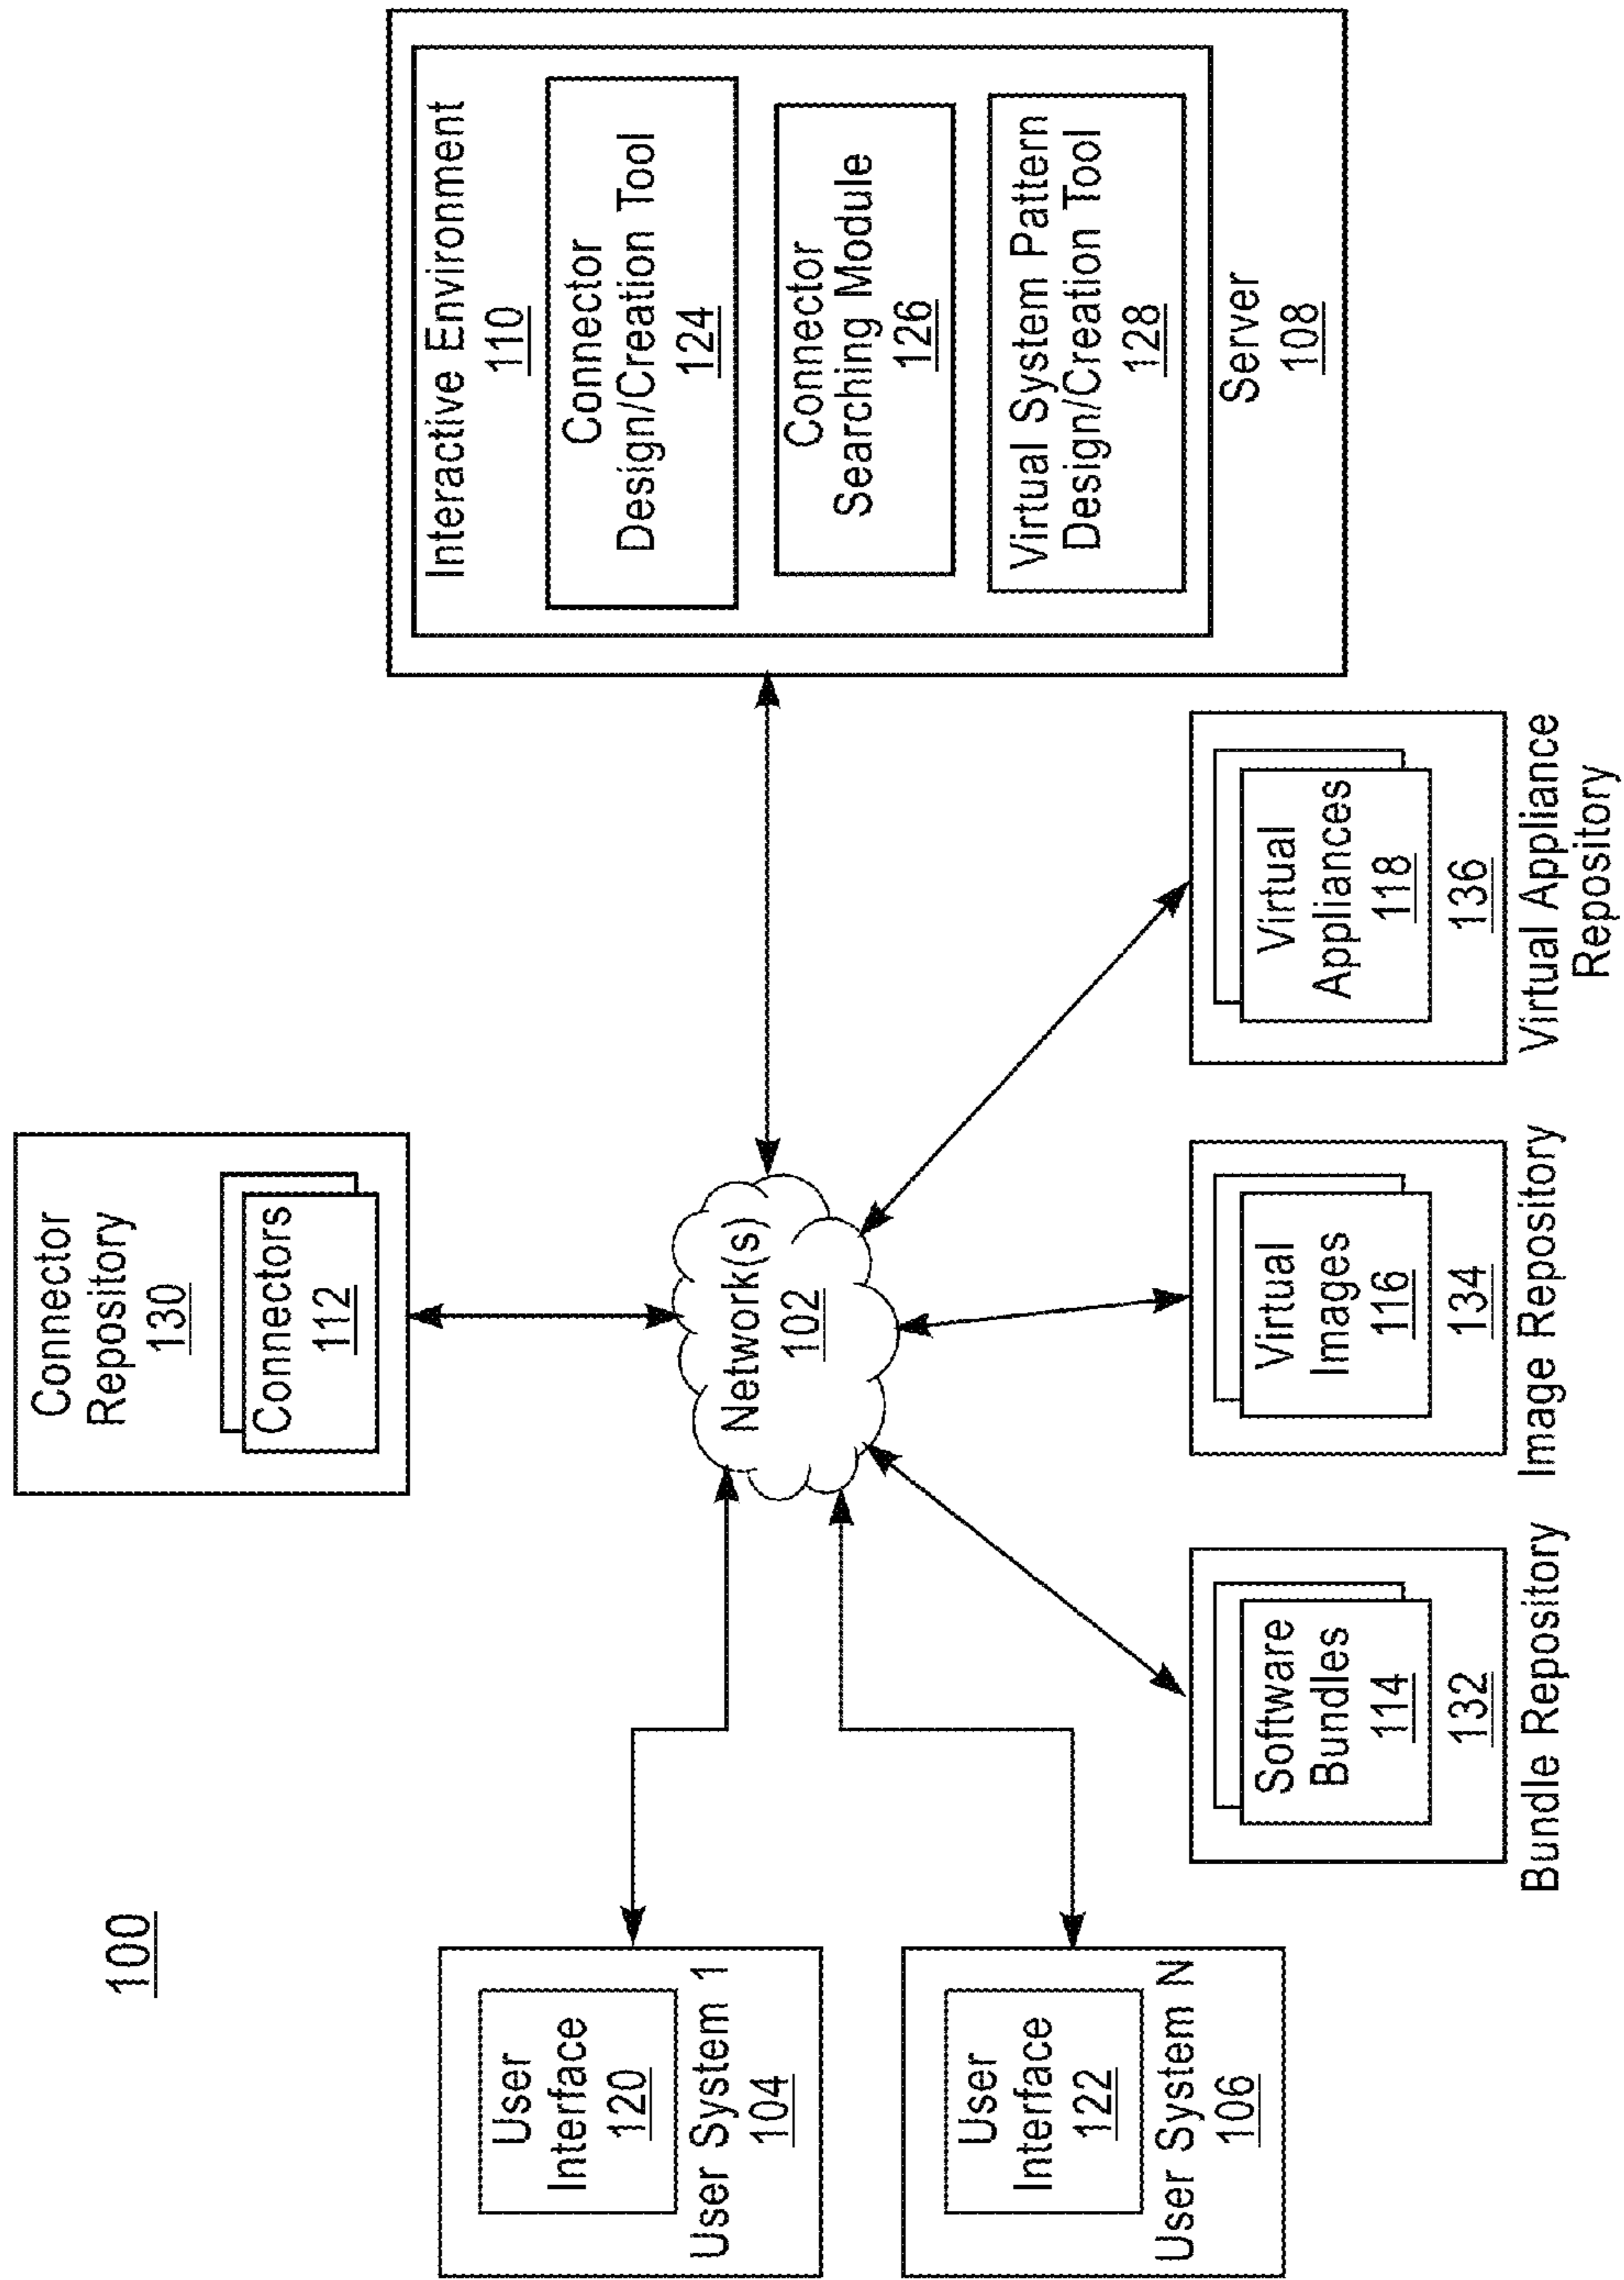 100
Connector
Repository
130
Connectors
112
User
Interface
120
User System 1
104
User
Interface
122
User System N
106
Network(s)
102
Interactive Environment
110
Connector
Design/Creation Tool
124
Connector
Searching Module
126
Virtual System Pattern
Design/Creation Tool
128
Server
108
Software
Bundles
114
132
Bundle Repository
Virtual
Images
116
134
Image Repository
Virtual
Appliances
118
136
Virtual Appliance
Repository